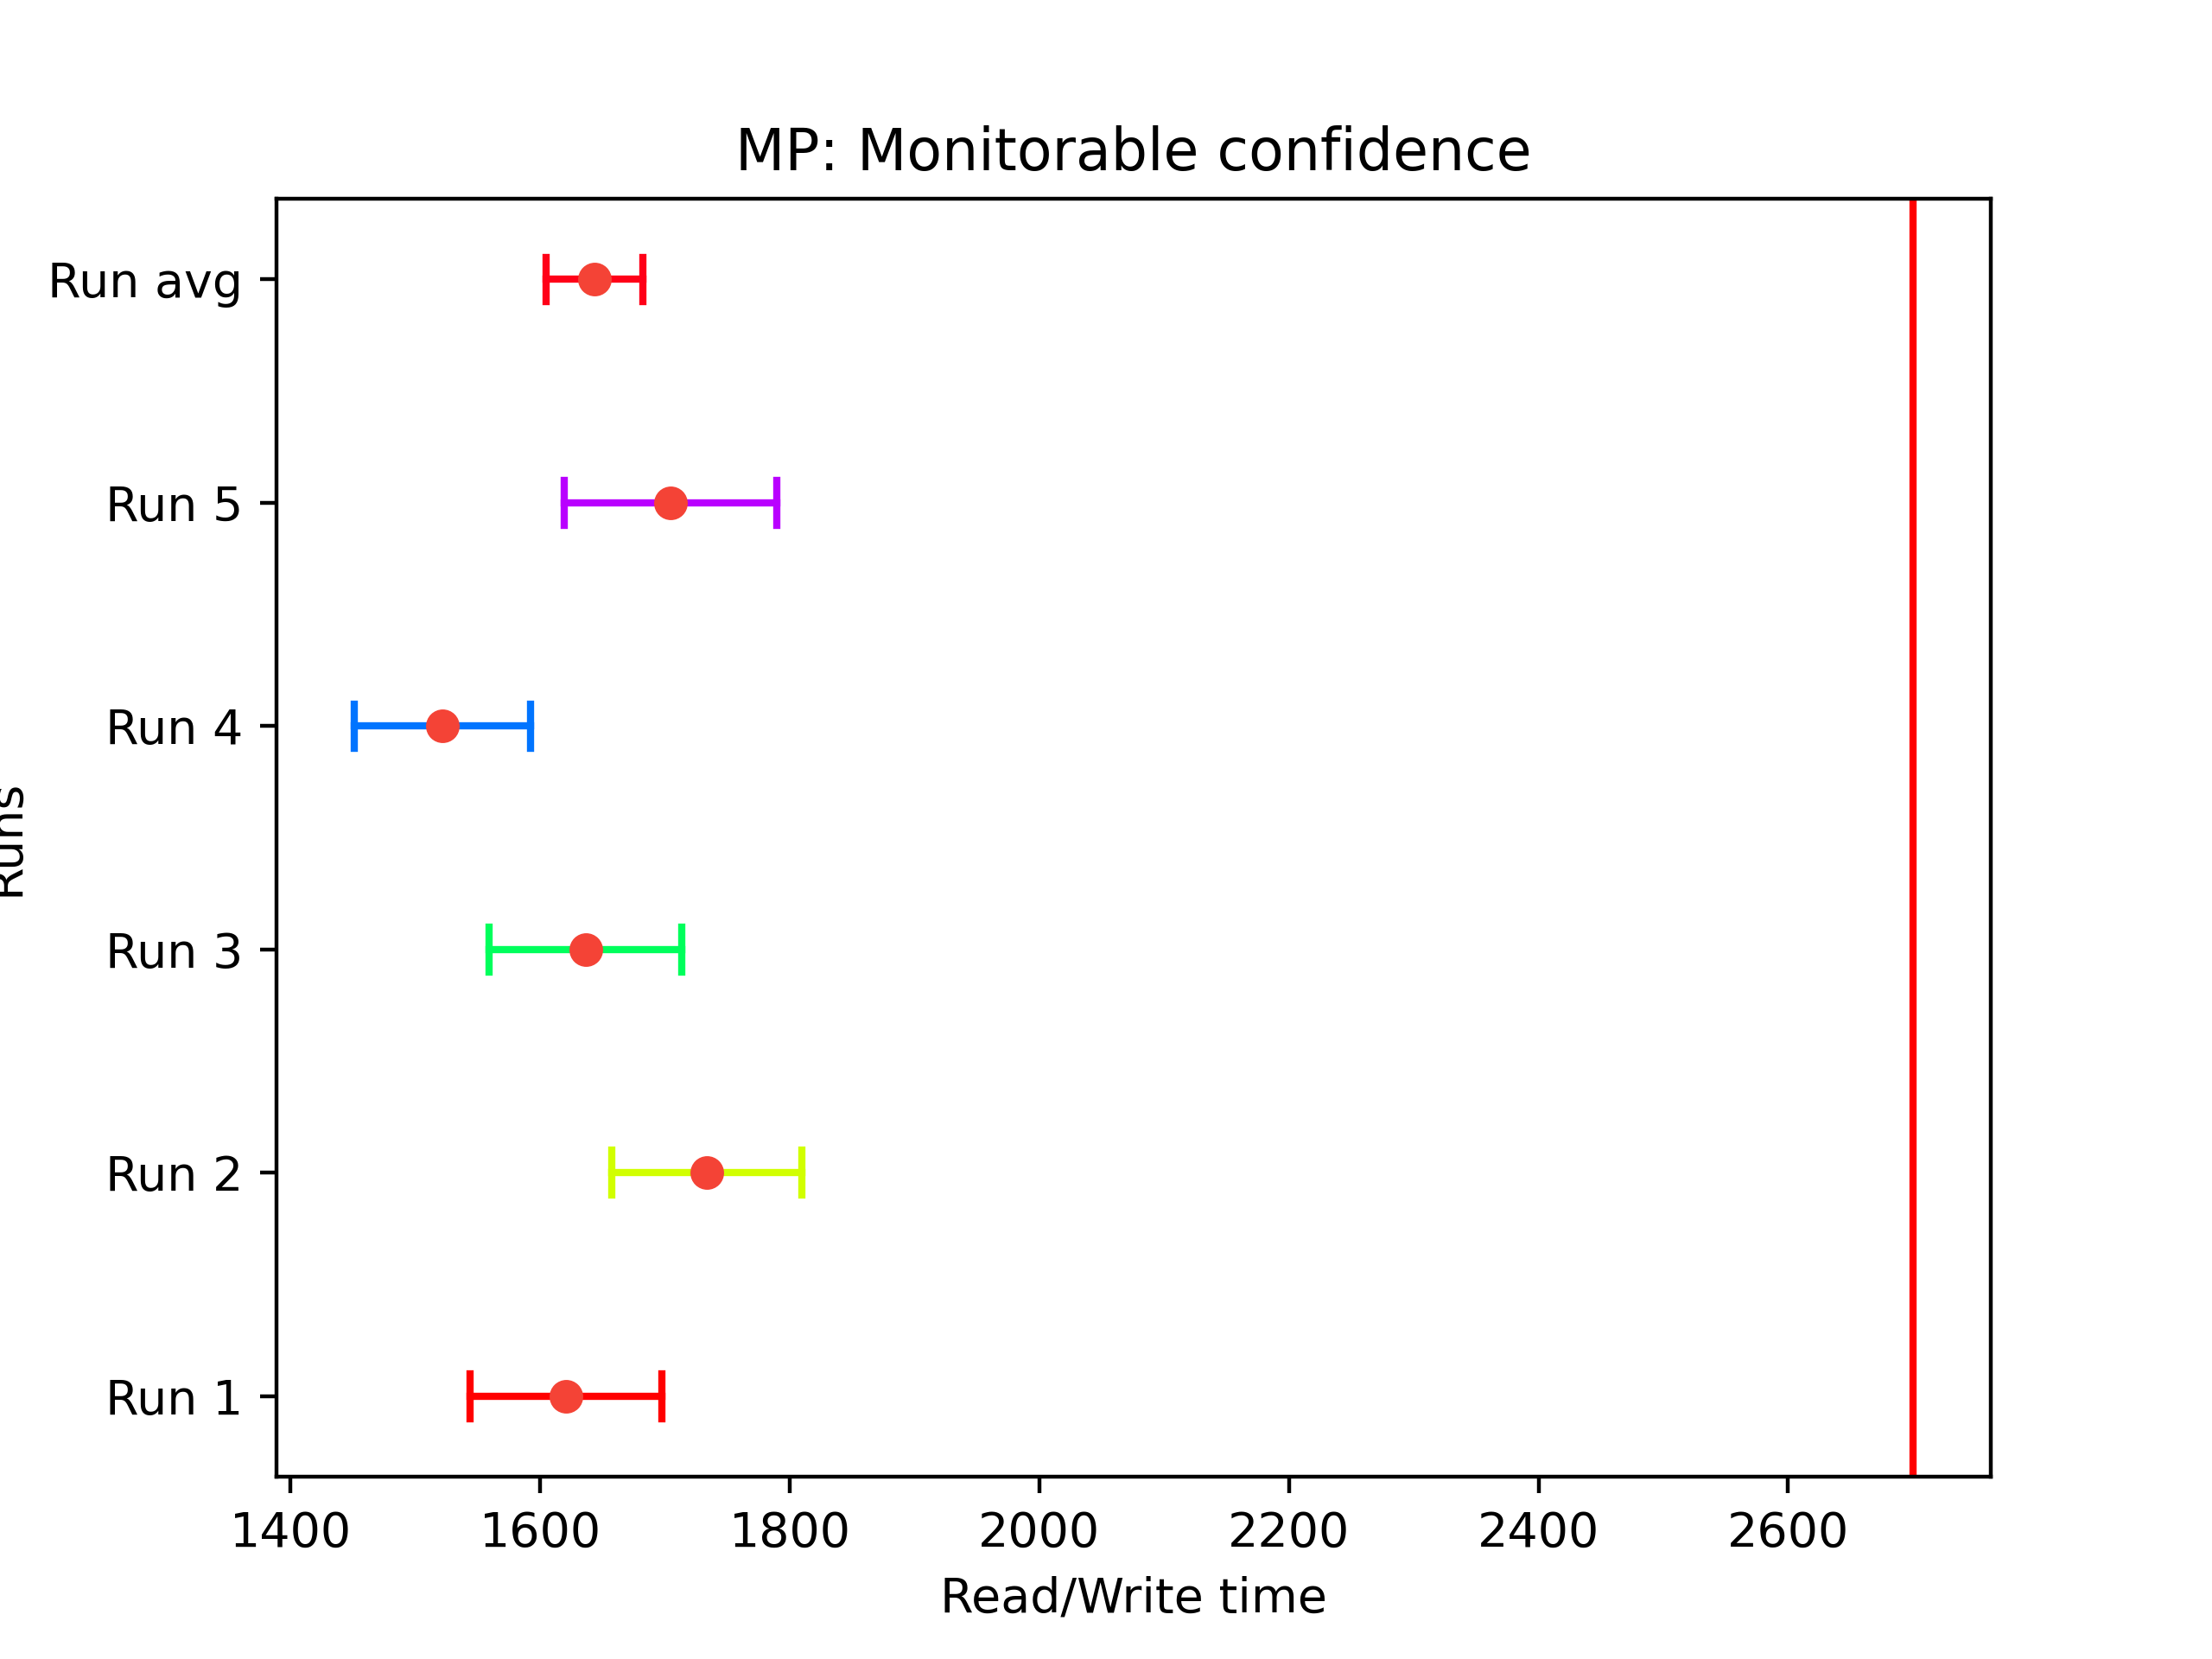 MP: Monitorable confidence
Run avg
Run 5
Run 4
Runs
Run 3
Run 2
Run 1
1400 1600 1800 2000 2200 2400 2600
Read/Write time